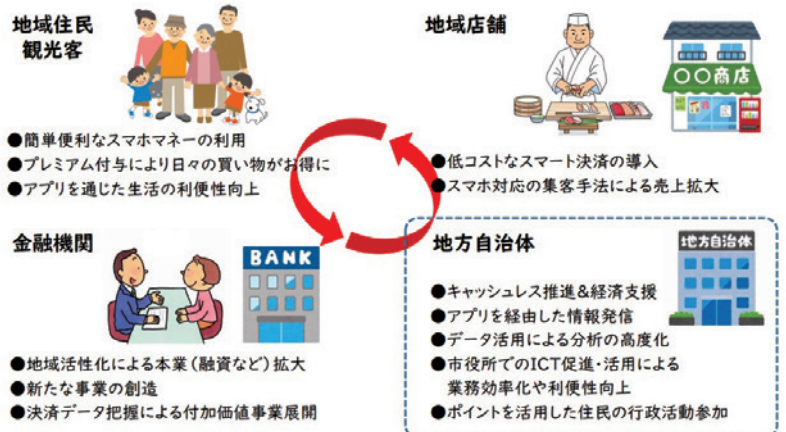 地域住民
観光客
●簡単便利なスマホマネーの利用
●プレミアム付与により日々の買い物がお得に
●アプリを通じた生活の利便性向上
地域店舗
〇〇商店
●低コストなスマート決済の導入
●スマホ対応の集客手法による売上拡大
金融機関
BANK
●地域活性化による本業(融資など)拡大
●新たな事業の創造
●決済データ把握による付加価値事業展開
地方自治体
地方自治体
●キャッシュレス推進&経済支援
●アプリを経由した情報発信
●データ活用による分析の高度化
●市役所でのICT促進・活用による
業務効率化や利便性向上
●ポイントを活用した住民の行政活動参加